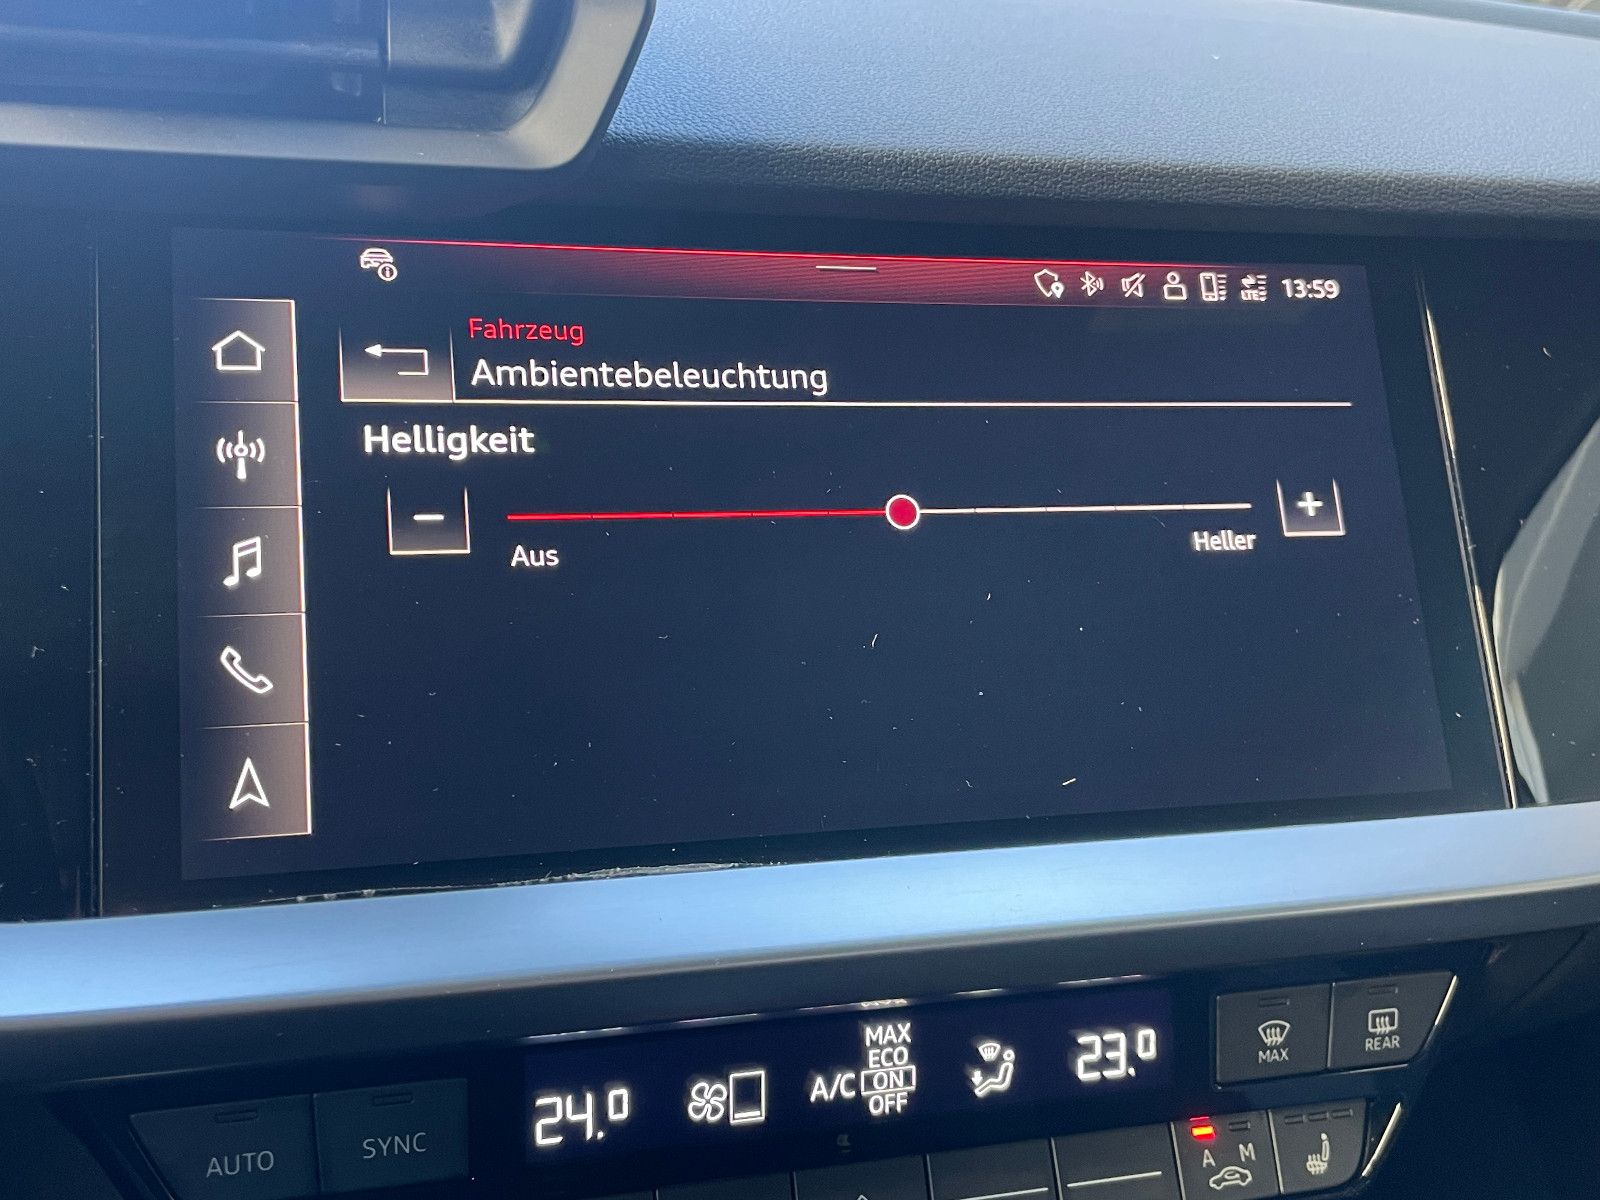 LTE 13:59
Fahrzeug
Ambientebeleuchtung
Helligkeit
− +
Aus Heller
MAX
ECO
24.0 A/C ON 23.0
OFF
MAX REAR
AUTO SYNC A M